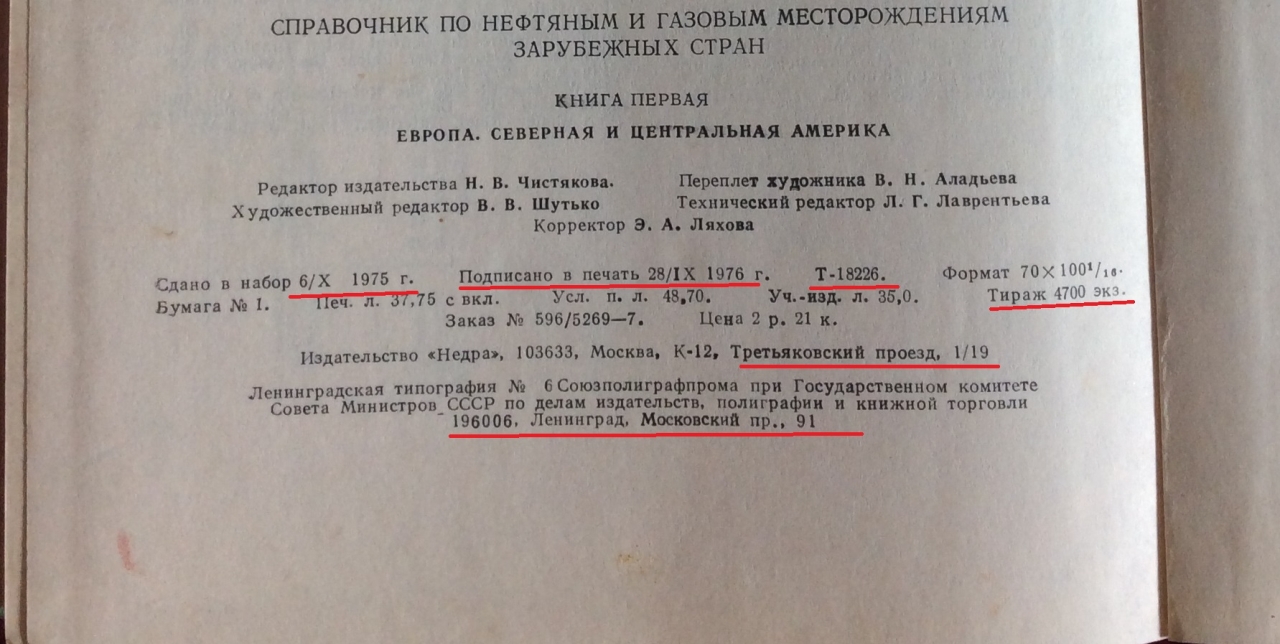 СПРАВОЧНИК ПО НЕФТЯНЫМ И ГАЗОВЫМ МЕСТОРОЖДЕНИЯМ
ЗАРУБЕЖНЫХ СТРАН
КНИГА ПЕРВАЯ
ЕВРОПА. СЕВЕРНАЯ И ЦЕНТРАЛЬНАЯ АМЕРИКА
Редактор издательства Н. В. Чистякова. Переплет художника В. Н. Аладьева
Художественный редактор В. В. Шутько Технический редактор Л. Г. Лаврентьева
Корректор Э. А. Ляхова
Сдано в набор 6/X 1975 г. Подписано в печать 28/IX 1976 г. Т-18226. Формат 70×100¹/₁₆.
Бумага № 1. Печ. л. 37,75 с вкл. Усл. п. л. 48,70. Уч.-изд. л. 35,0. Тираж 4700 экз.
Заказ № 596/5269—7. Цена 2 р. 21 к.
Издательство «Недра», 103633, Москва, К-12, Третьяковский проезд, 1/19
Ленинградская типография № 6 Союзполиграфпрома при Государственном комитете
Совета Министров СССР по делам издательств, полиграфии и книжной торговли
196006, Ленинград, Московский пр., 91